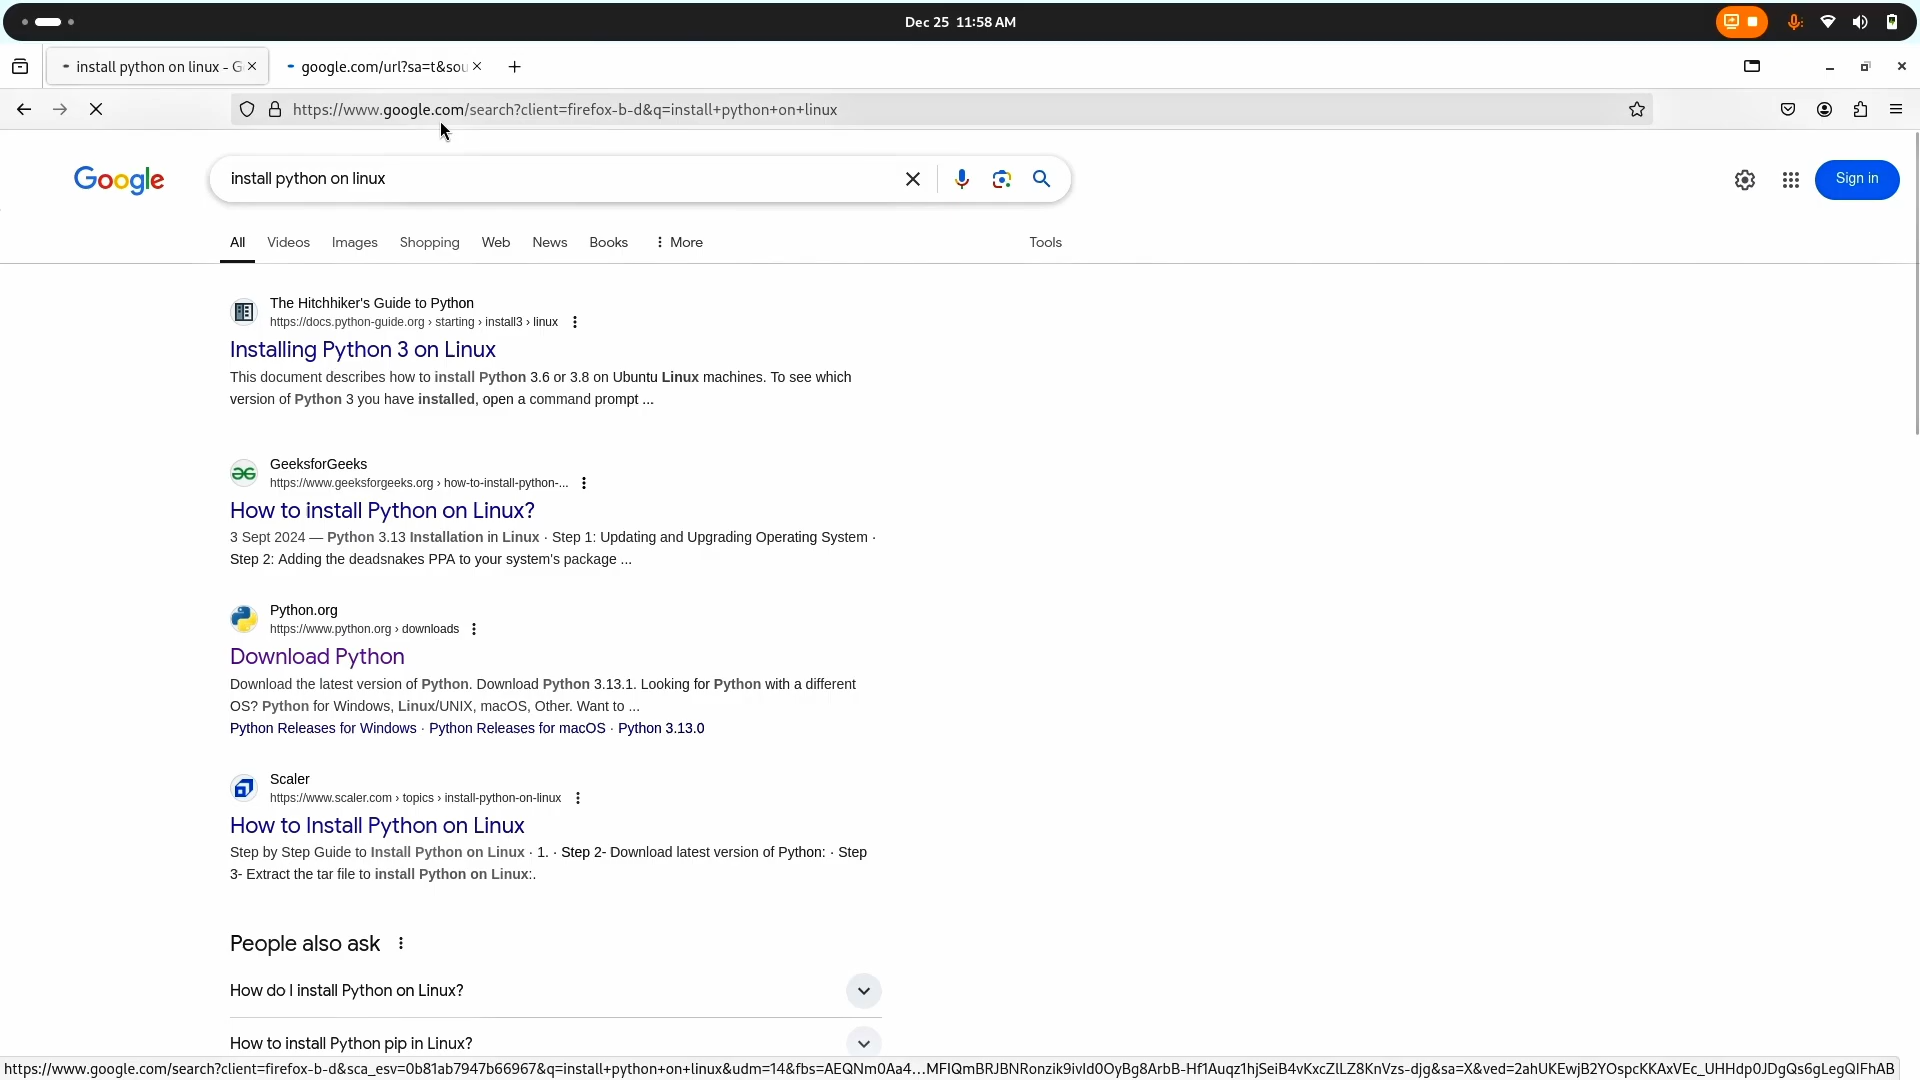 Dec 25 11:58 AM
install python on linux - G
google.com/url?sa=t&sou
https://www.google.com/search?client=firefox-b-d&q=install+python+on+linux
Google
install python on linux
Sign in
All
Videos
Images
Shopping
Web
News
Books
More
Tools
The Hitchhiker's Guide to Python
https://docs.python-guide.org › starting › install3 › linux
Installing Python 3 on Linux
This document describes how to install Python 3.6 or 3.8 on Ubuntu Linux machines. To see which
version of Python 3 you have installed, open a command prompt ...
GeeksforGeeks
https://www.geeksforgeeks.org › how-to-install-python-...
How to install Python on Linux?
3 Sept 2024 — Python 3.13 Installation in Linux · Step 1: Updating and Upgrading Operating System ·
Step 2: Adding the deadsnakes PPA to your system's package ...
Python.org
https://www.python.org › downloads
Download Python
Download the latest version of Python. Download Python 3.13.1. Looking for Python with a different
OS? Python for Windows, Linux/UNIX, macOS, Other. Want to ...
Python Releases for Windows · Python Releases for macOS · Python 3.13.0
Scaler
https://www.scaler.com › topics › install-python-on-linux
How to Install Python on Linux
Step by Step Guide to Install Python on Linux · 1. · Step 2- Download latest version of Python: · Step
3- Extract the tar file to install Python on Linux:.
People also ask
How do I install Python on Linux?
How to install Python pip in Linux?
https://www.google.com/search?client=firefox-b-d&sca_esv=0b81ab7947b66967&q=install+python+on+linux&udm=14&fbs=AEQNm0Aa4…MFIQmBRJBNRonzik9ivId0OyBg8ArbB-Hf1Auqz1hjSeiB4vKxcZlLZ8KnVzs-djg&sa=X&ved=2ahUKEwjB2YOspcKKAxVEc_UHHdp0JDgQs6gLegQIFhAB